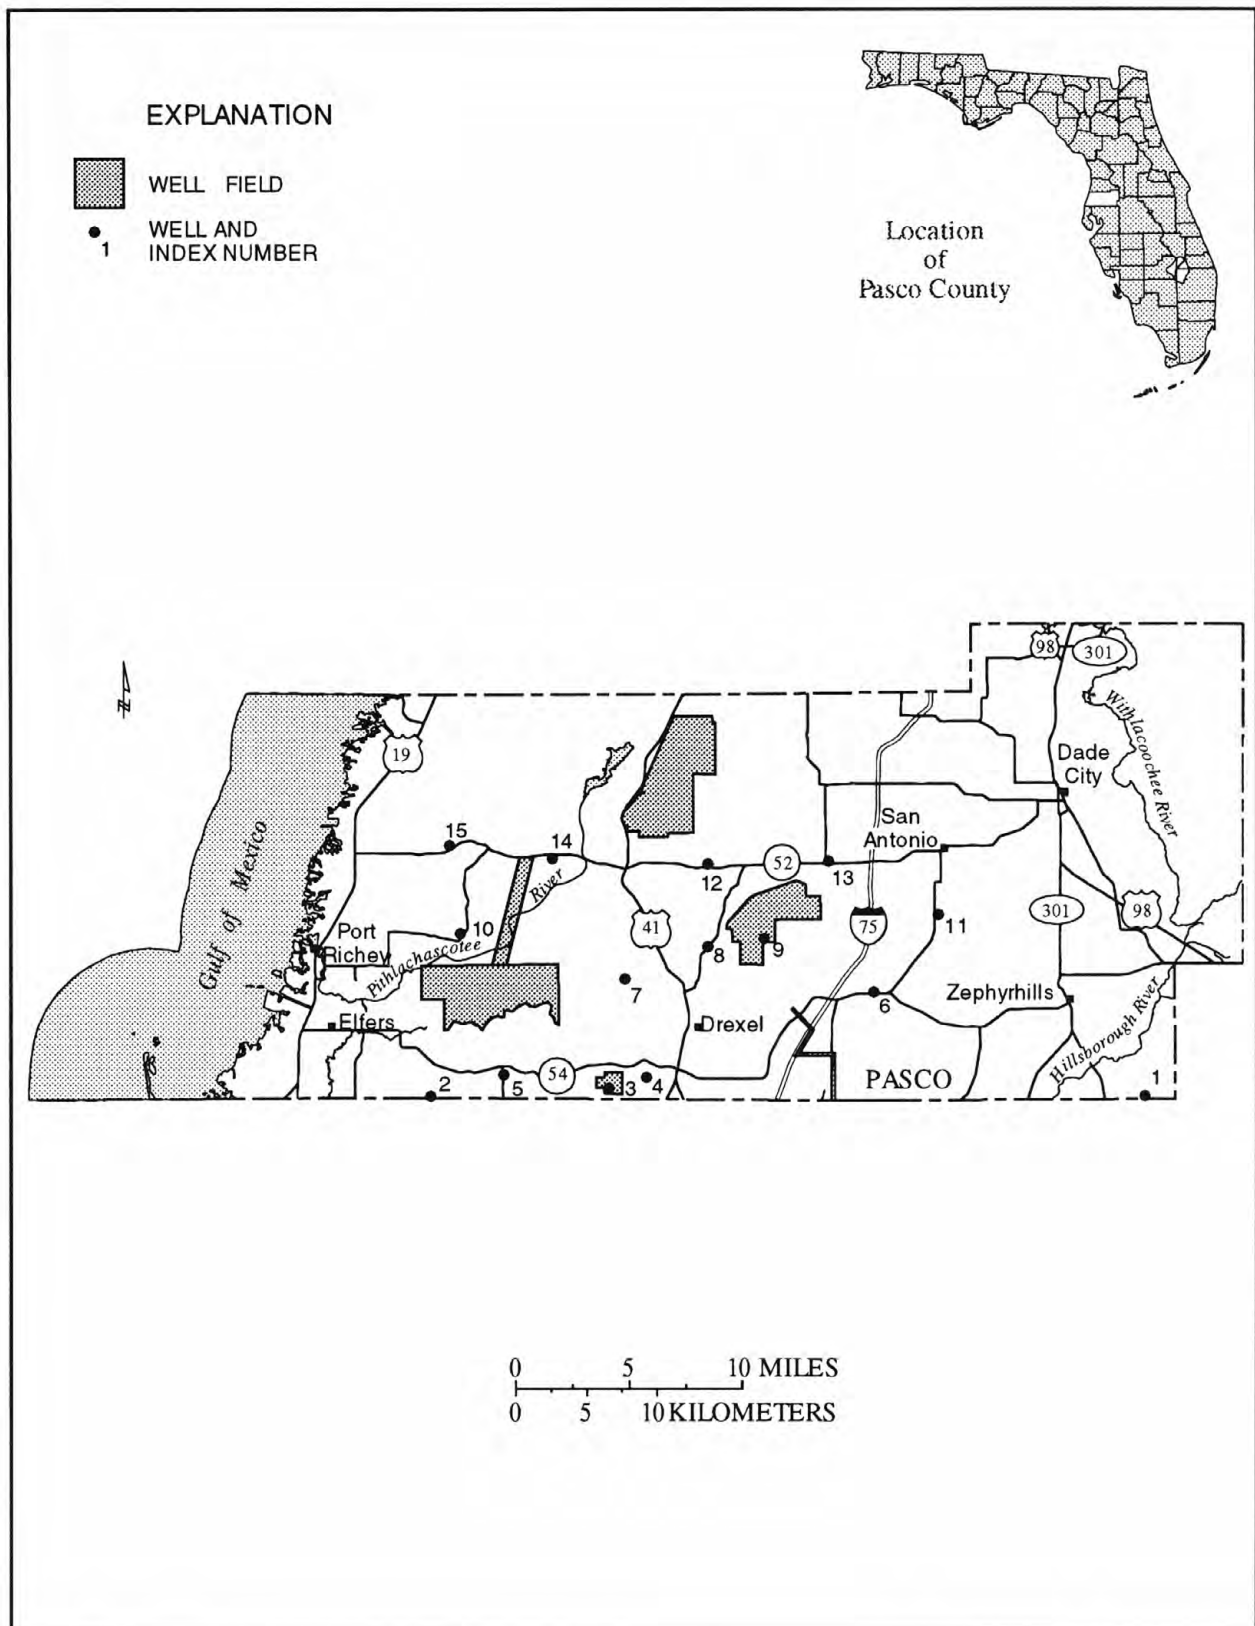 EXPLANATION
WELL FIELD
WELL AND
1 INDEX NUMBER
Location
of
Pasco County
N
98
301
Withlacoochee River
19
Dade
City
Gulf of Mexico
San
Antonio
15
14
52
12
13
River
Port
Richey
10
41
8
9
75
11
301
98
Pithlachascotee
7
6
Zephyrhills
Elfers
Drexel
Hillsborough River
2
5
54
3
4
PASCO
1
0 5 10 MILES
0 5 10 KILOMETERS